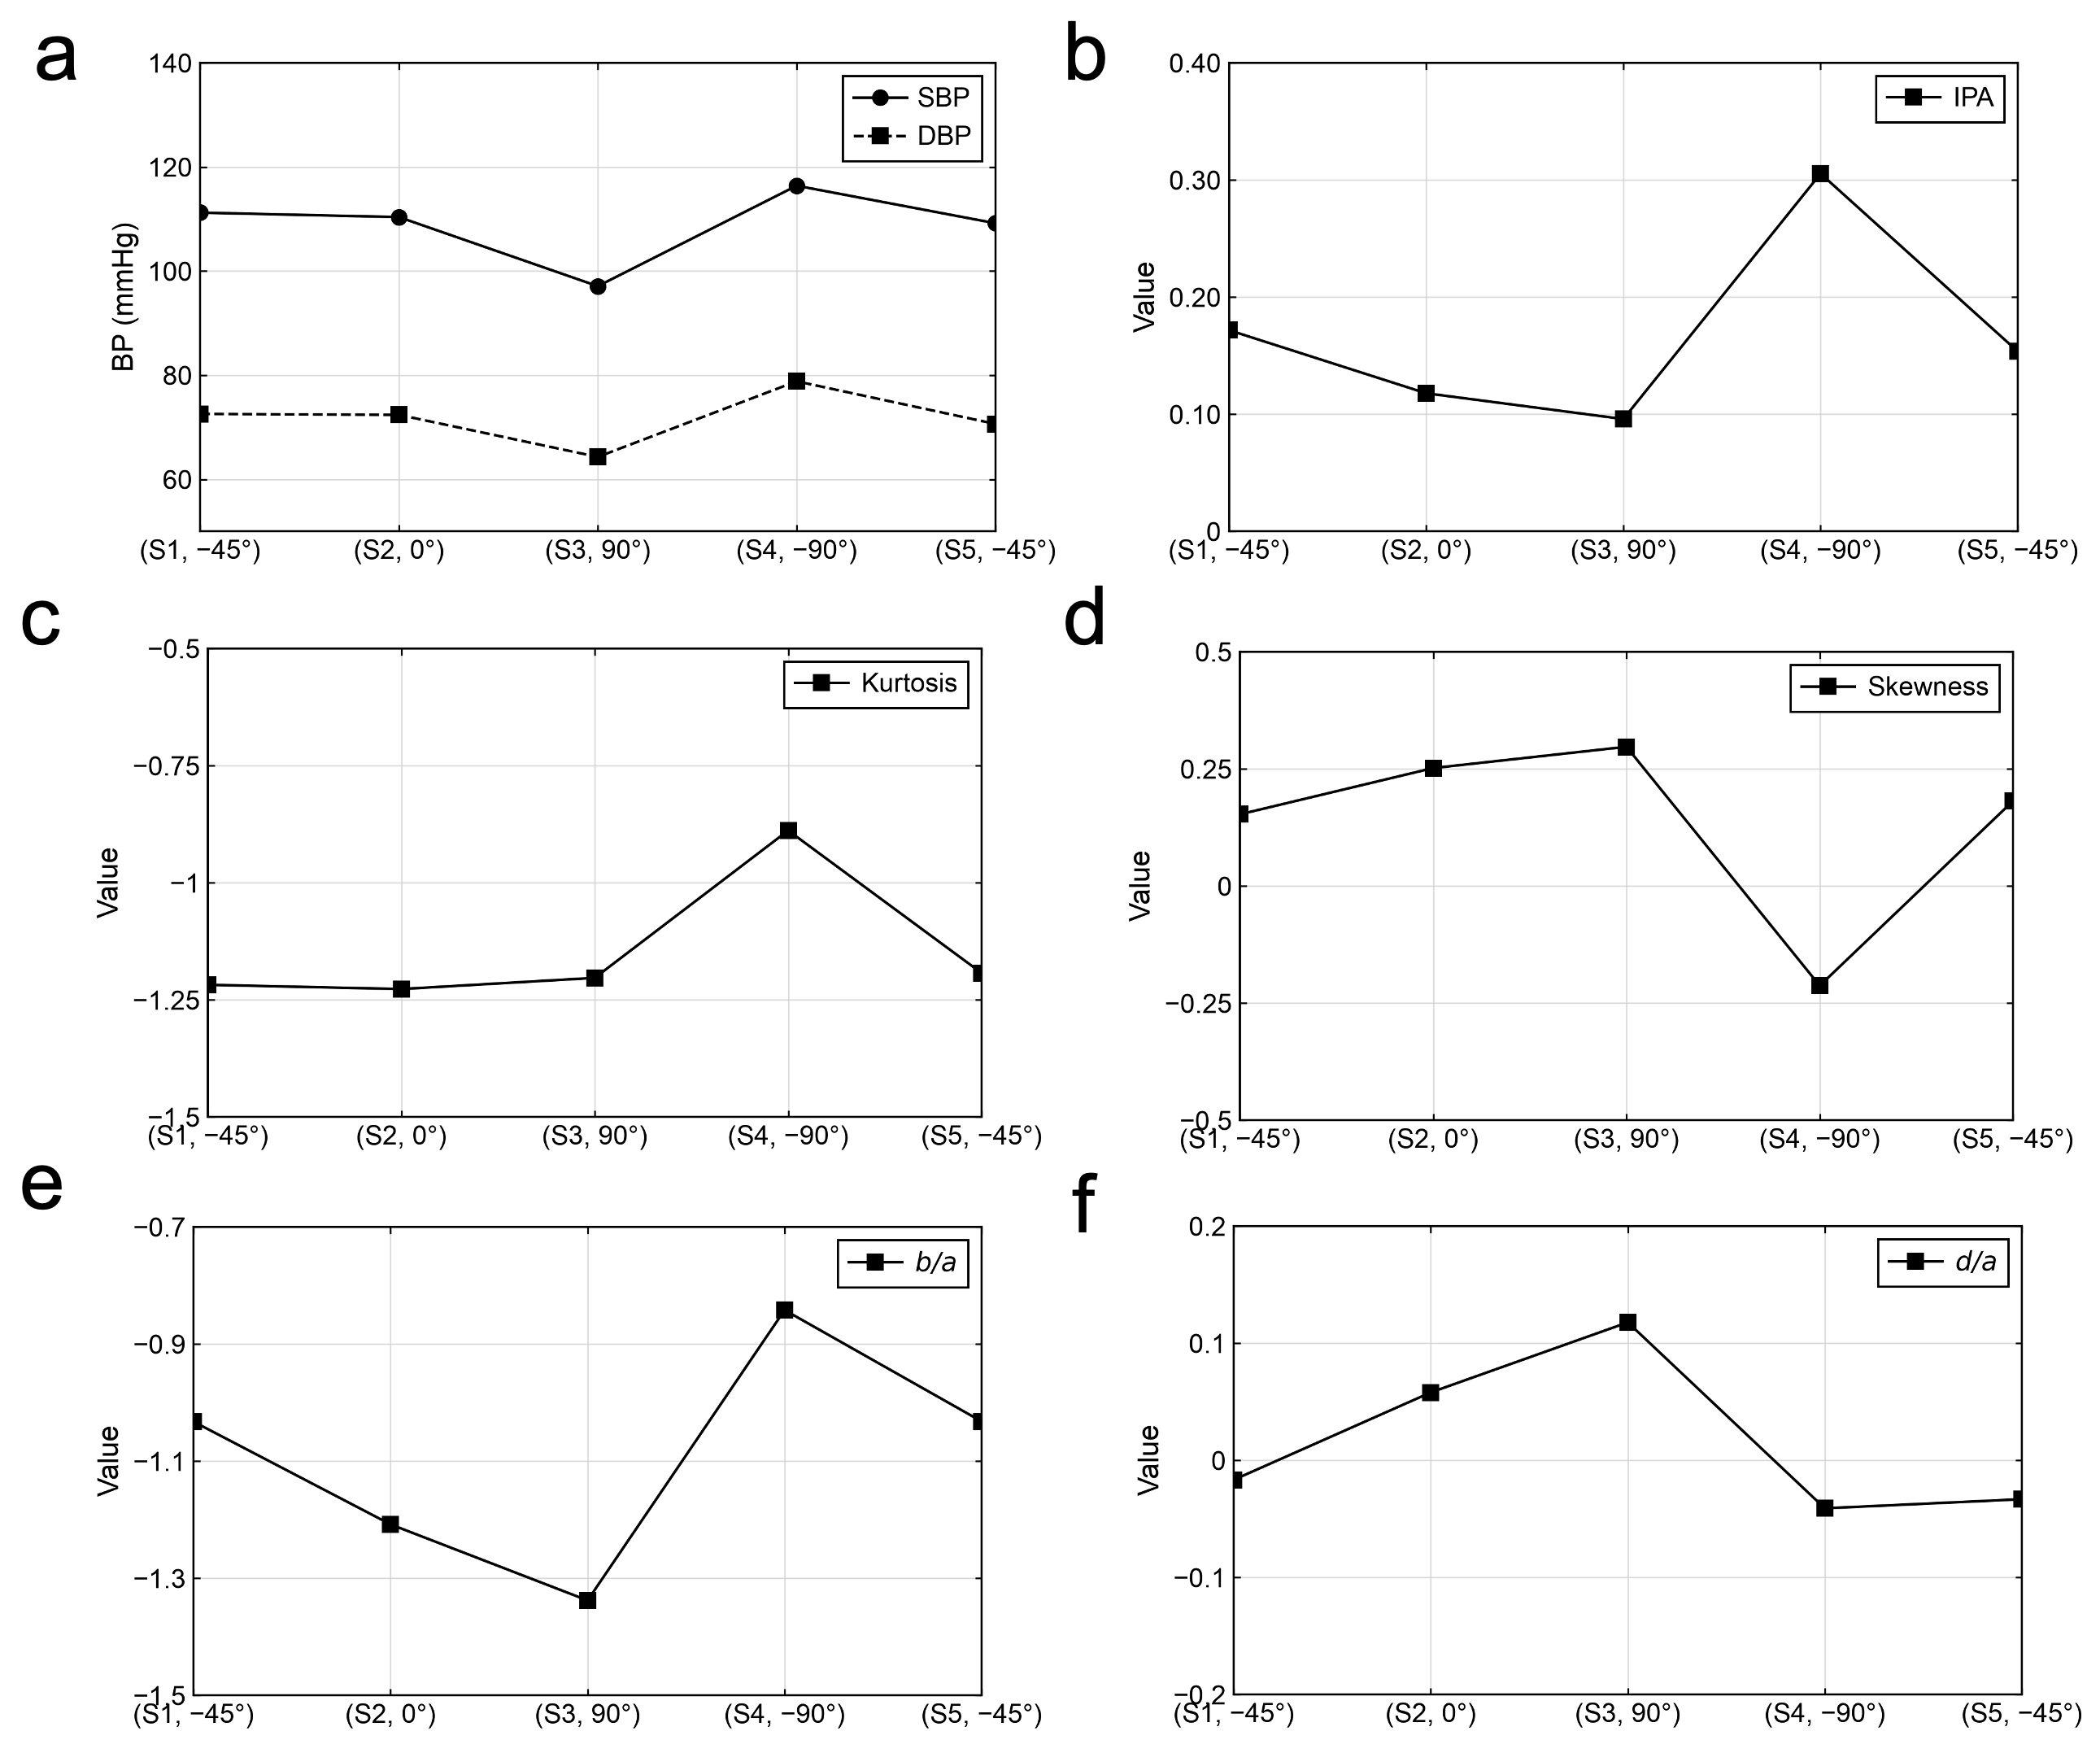 a
140
120
100
80
60
BP (mmHg)
SBP
DBP
(S1, −45°) (S2, 0°) (S3, 90°) (S4, −90°) (S5, −45°)
b
0.40
0.30
0.20
0.10
0
Value
IPA
(S1, −45°) (S2, 0°) (S3, 90°) (S4, −90°) (S5, −45°)
c
−0.5
−0.75
−1
−1.25
−1.5
Value
Kurtosis
(S1, −45°) (S2, 0°) (S3, 90°) (S4, −90°) (S5, −45°)
d
0.5
0.25
0
−0.25
−0.5
Value
Skewness
(S1, −45°) (S2, 0°) (S3, 90°) (S4, −90°) (S5, −45°)
e
−0.7
−0.9
−1.1
−1.3
−1.5
Value
b/a
(S1, −45°) (S2, 0°) (S3, 90°) (S4, −90°) (S5, −45°)
f
0.2
0.1
0
−0.1
−0.2
Value
d/a
(S1, −45°) (S2, 0°) (S3, 90°) (S4, −90°) (S5, −45°)